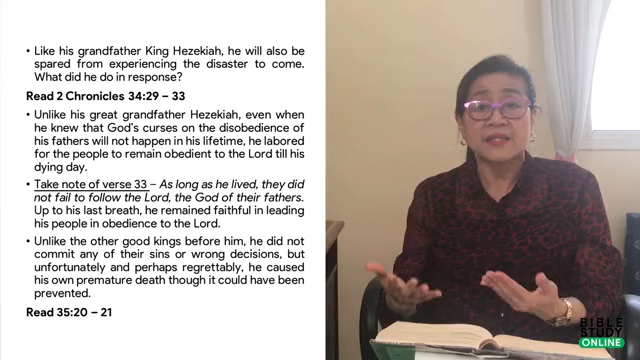 • Like his grandfather King Hezekiah, he will also be
spared from experiencing the disaster to come.
What did he do in response?
Read 2 Chronicles 34:29 – 33
• Unlike his great grandfather Hezekiah, even when
he knew that God's curses on the disobedience of
his fathers will not happen in his lifetime, he labored
for the people to remain obedient to the Lord till his
dying day.
• Take note of verse 33 – As long as he lived, they did
not fail to follow the Lord, the God of their fathers.
Up to his last breath, he remained faithful in leading
his people in obedience to the Lord.
• Unlike the other good kings before him, he did not
commit any of their sins or wrong decisions, but
unfortunately and perhaps regrettably, he caused
his own premature death though it could have been
prevented.
Read 35:20 – 21
BIBLE
STUDY
ONLINE